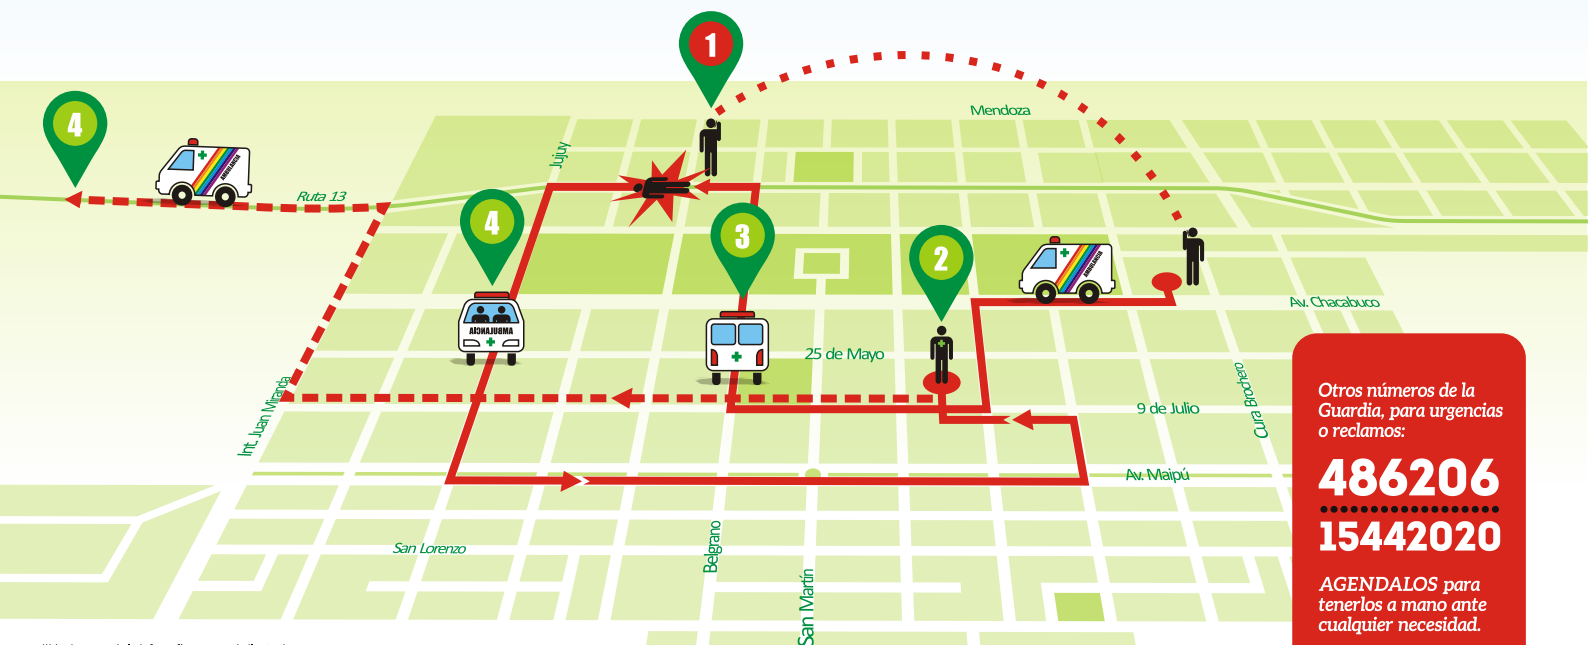 1
4
AMBULANCIA
Ruta 13
Jujuy
Mendoza
4
3
2
AMBULANCIA
AMBULANCIA
Av. Chacabuco
25 de Mayo
Int. Juan Miranda
9 de Julio
Cura Brochero
Av. Maipú
San Lorenzo
Belgrano
San Martín
Otros números de la
Guardia, para urgencias
o reclamos:
486206
15442020
AGENDALOS para
tenerlos a mano ante
cualquier necesidad.